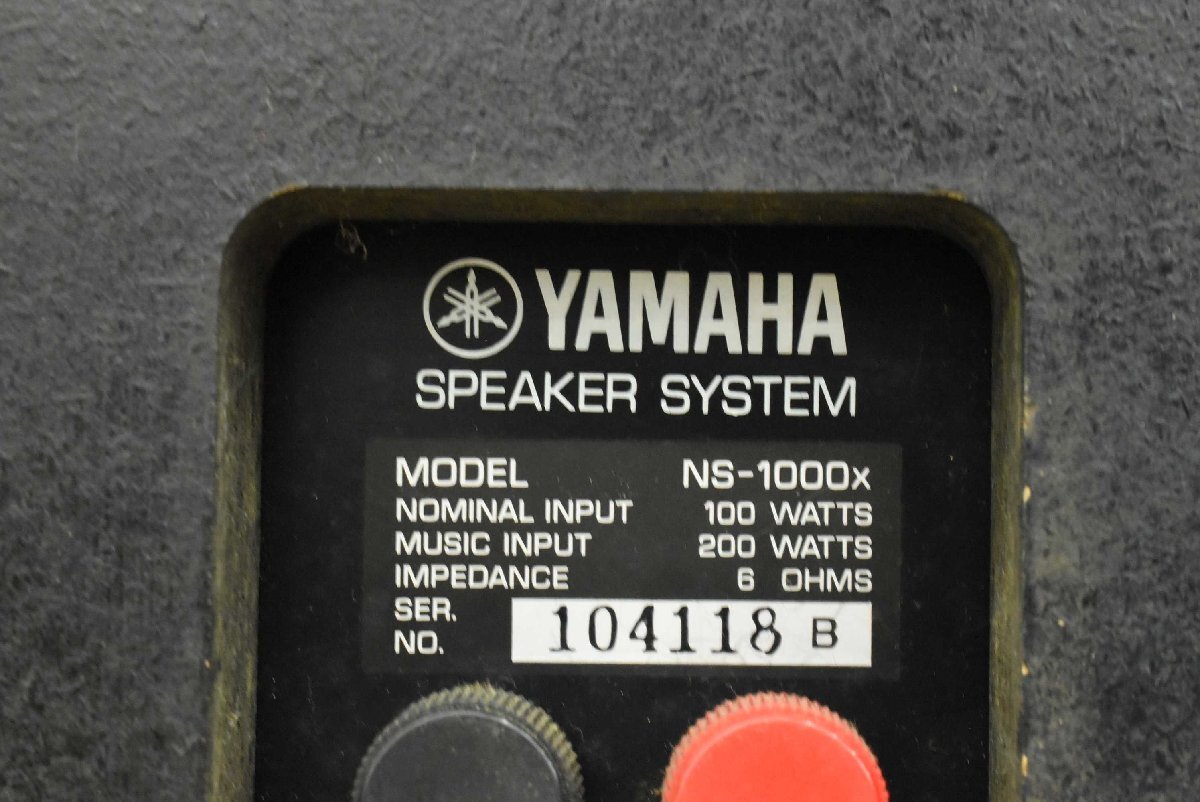 YAMAHA
SPEAKER SYSTEM
MODEL NS-1000x
NOMINAL INPUT 100 WATTS
MUSIC INPUT 200 WATTS
IMPEDANCE 6 OHMS
SER.
NO. 104118 B